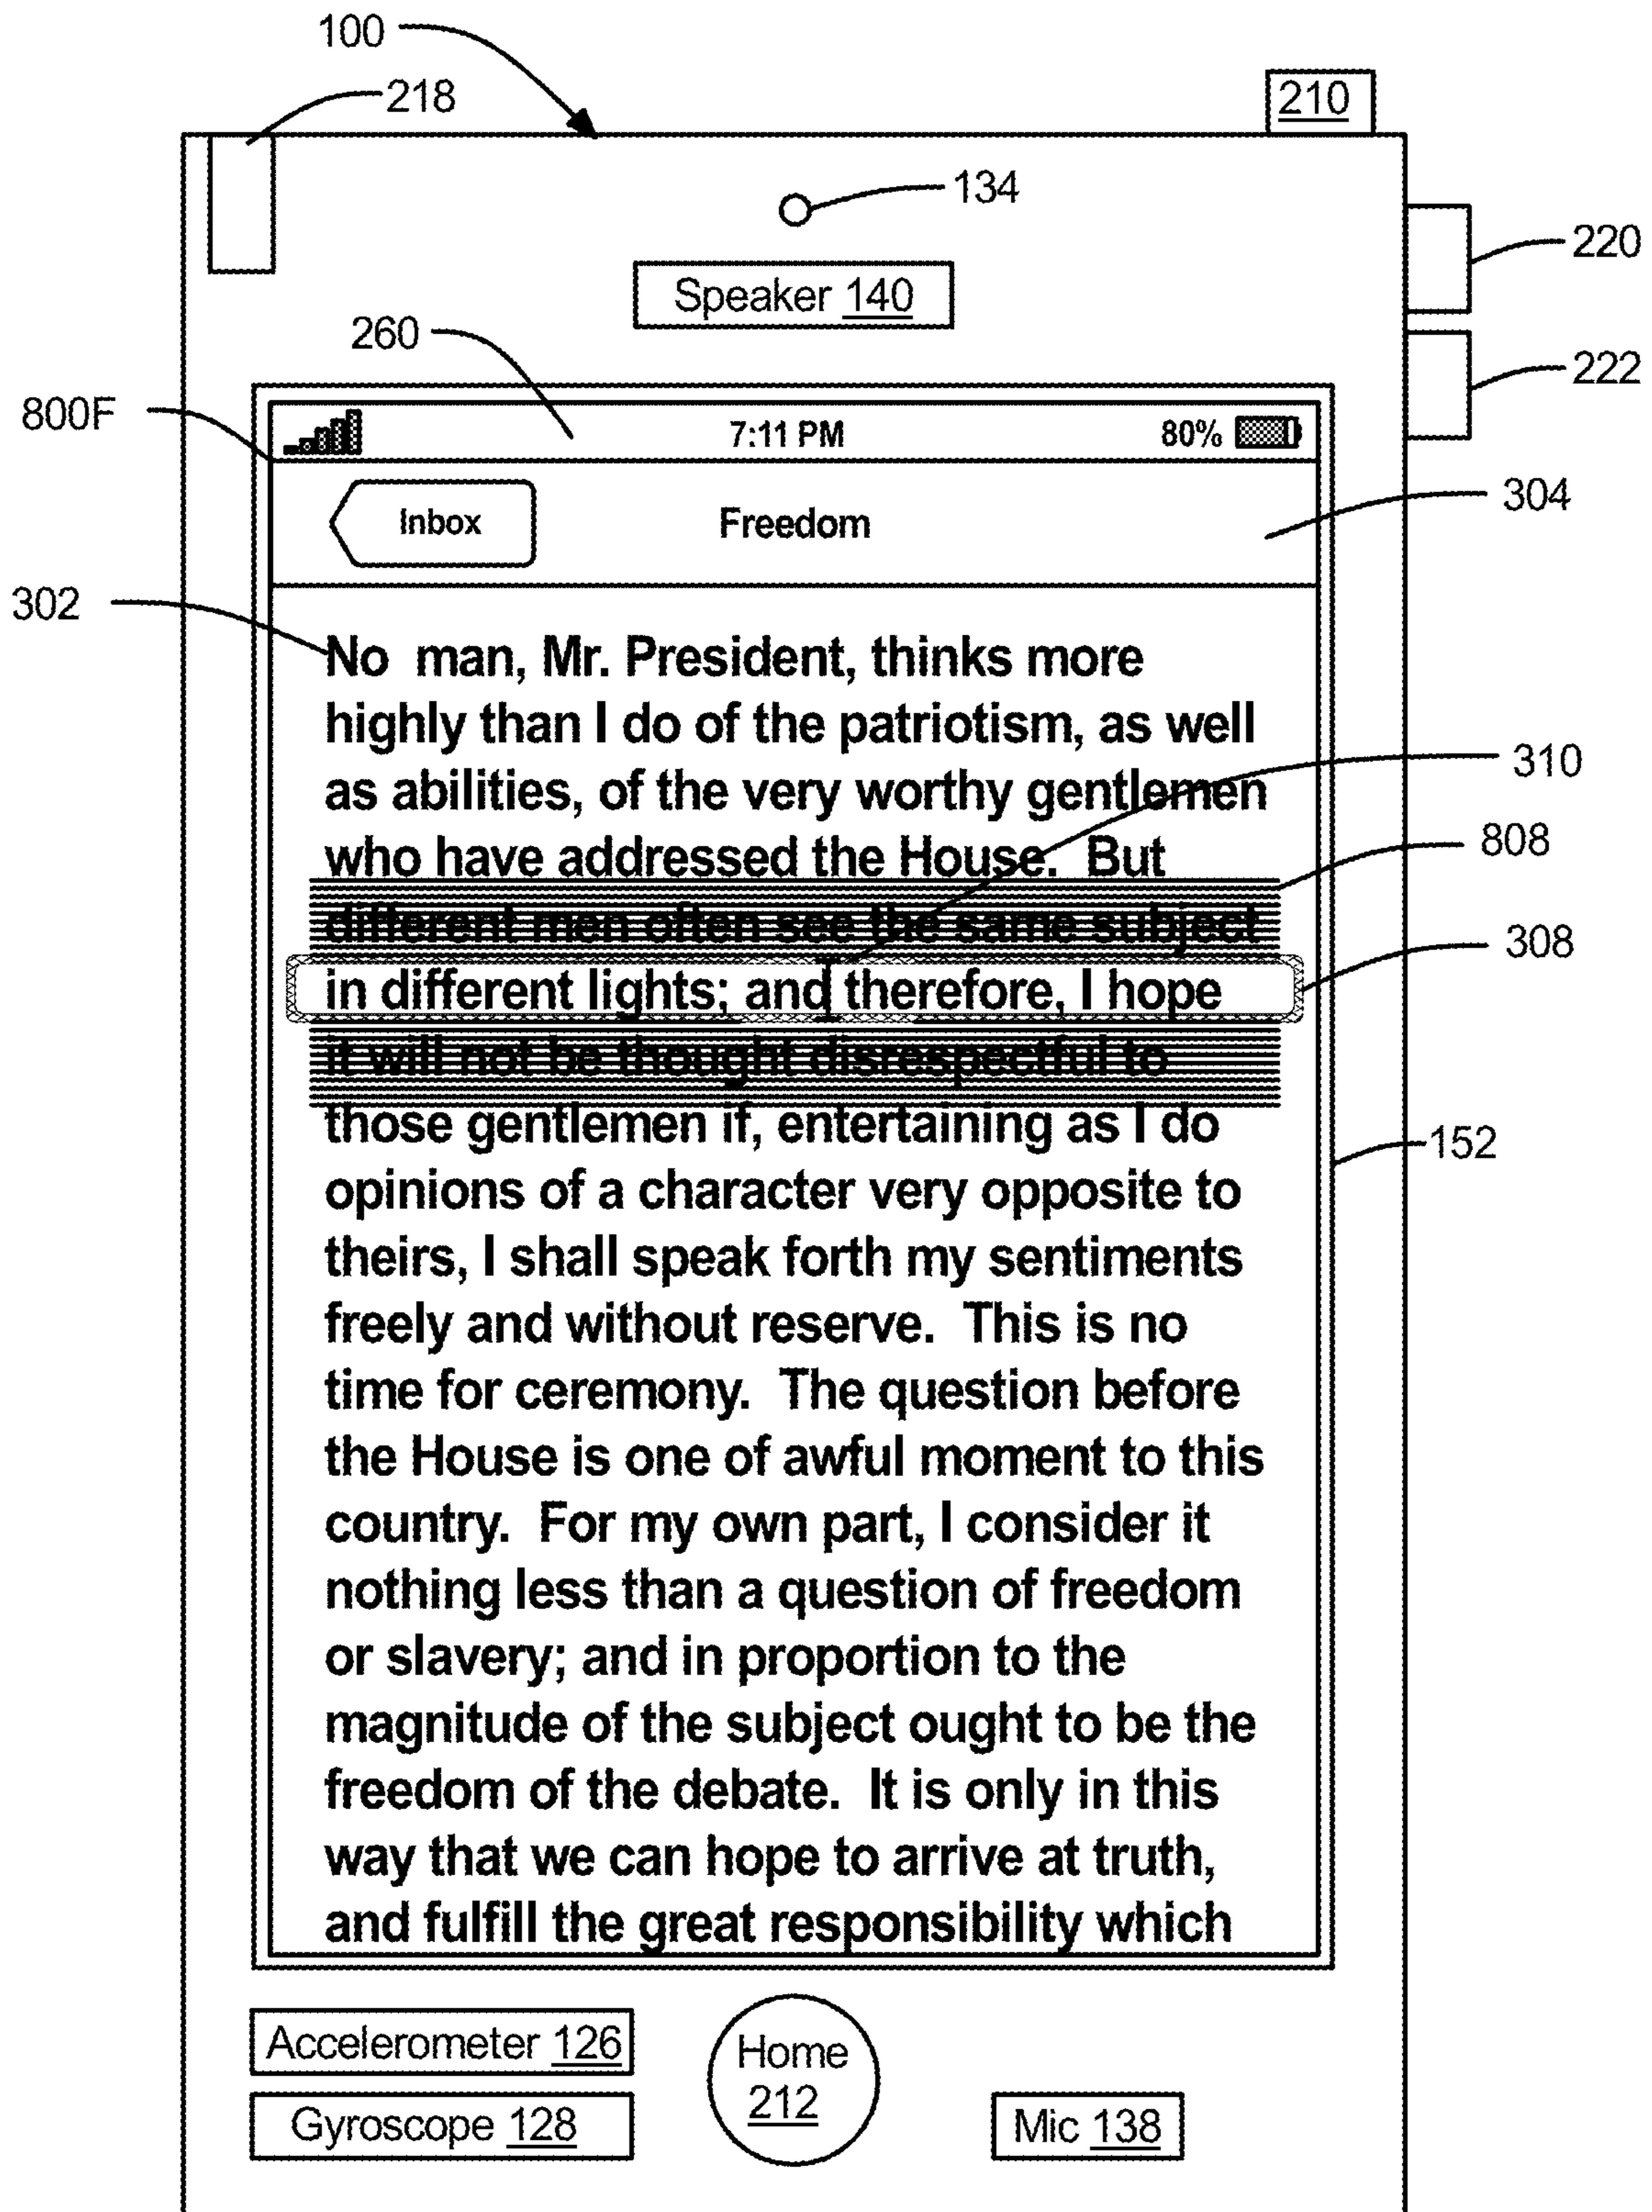 100
218
210
134
220
Speaker 140
260
222
800F
7:11 PM
80%
304
Inbox
Freedom
302
No  man, Mr. President, thinks more
highly than I do of the patriotism, as well
310
as abilities, of the very worthy gentlemen
808
who have addressed the House.  But
different men often see the same subject
308
in different lights; and therefore, I hope
it will not be thought disrespectful to
those gentlemen if, entertaining as I do
152
opinions of a character very opposite to
theirs, I shall speak forth my sentiments
freely and without reserve.  This is no
time for ceremony.  The question before
the House is one of awful moment to this
country.  For my own part, I consider it
nothing less than a question of freedom
or slavery; and in proportion to the
magnitude of the subject ought to be the
freedom of the debate.  It is only in this
way that we can hope to arrive at truth,
and fulfill the great responsibility which
Accelerometer 126
Home
212
Gyroscope 128
Mic 138